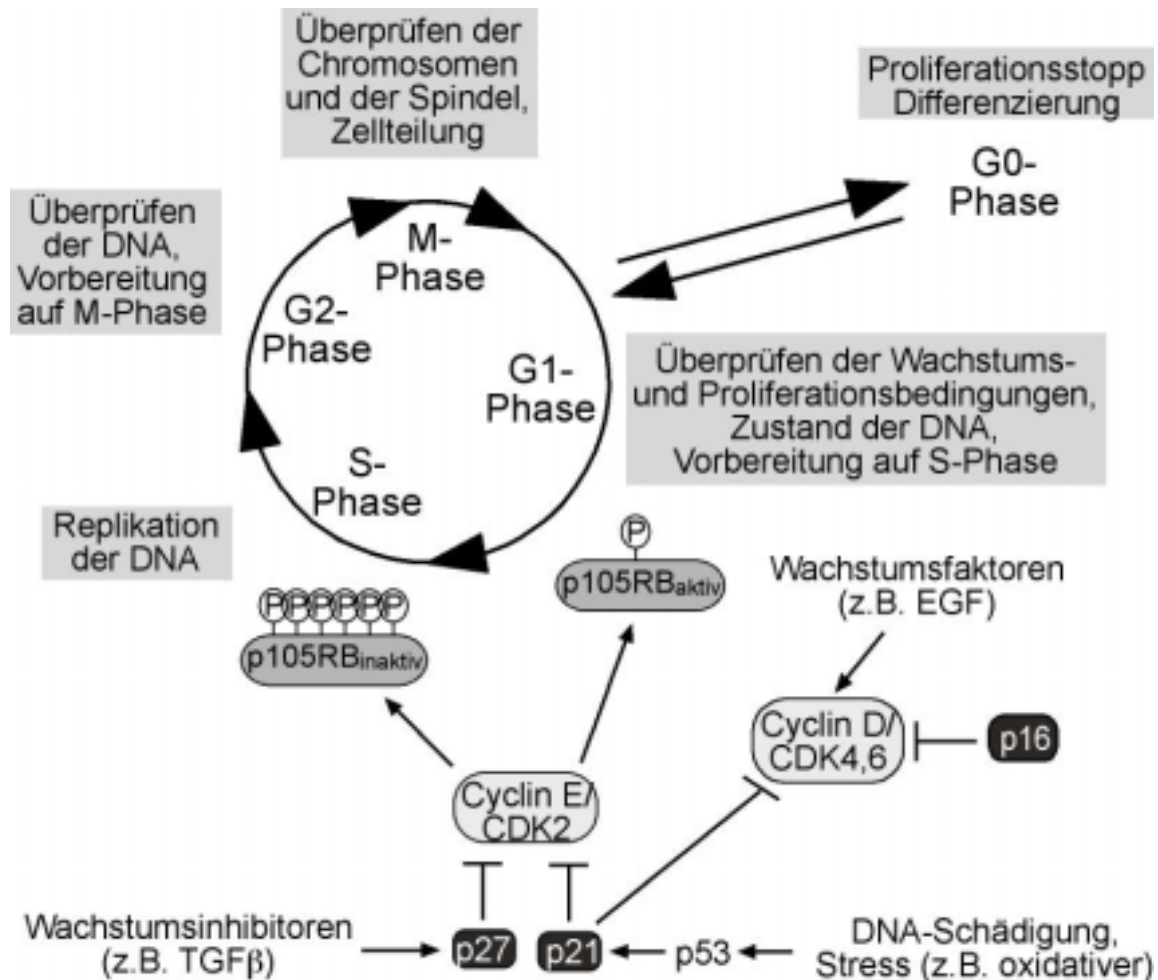 Überprüfen der
Chromosomen
und der Spindel,
Zellteilung
Proliferationsstopp
Differenzierung
G0-
Phase
Überprüfen
der DNA,
Vorbereitung
auf M-Phase
M-
Phase
G2-
Phase
G1-
Phase
S-
Phase
Überprüfen der Wachstums-
und Proliferationsbedingungen,
Zustand der DNA,
Vorbereitung auf S-Phase
Replikation
der DNA
P
p105RBaktiv
P P P P P P
p105RBinaktiv
Wachstumsfaktoren
(z.B. EGF)
Cyclin D/
CDK4,6
p16
Cyclin E/
CDK2
Wachstumsinhibitoren
(z.B. TGFβ)
p27
p21
p53
DNA-Schädigung,
Stress (z.B. oxidativer)